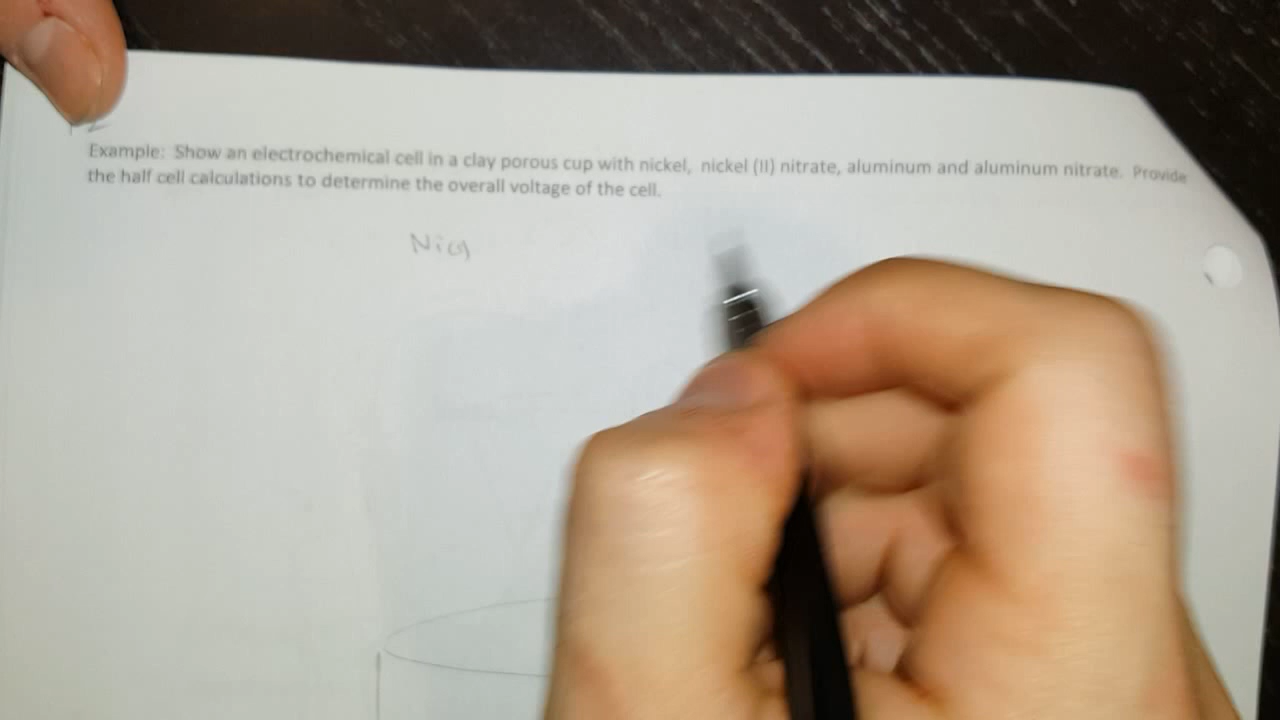 Example: Show an electrochemical cell in a clay porous cup with nickel, nickel (II) nitrate, aluminum and aluminum nitrate. Provide
the half cell calculations to determine the overall voltage of the cell.
Ni(s)